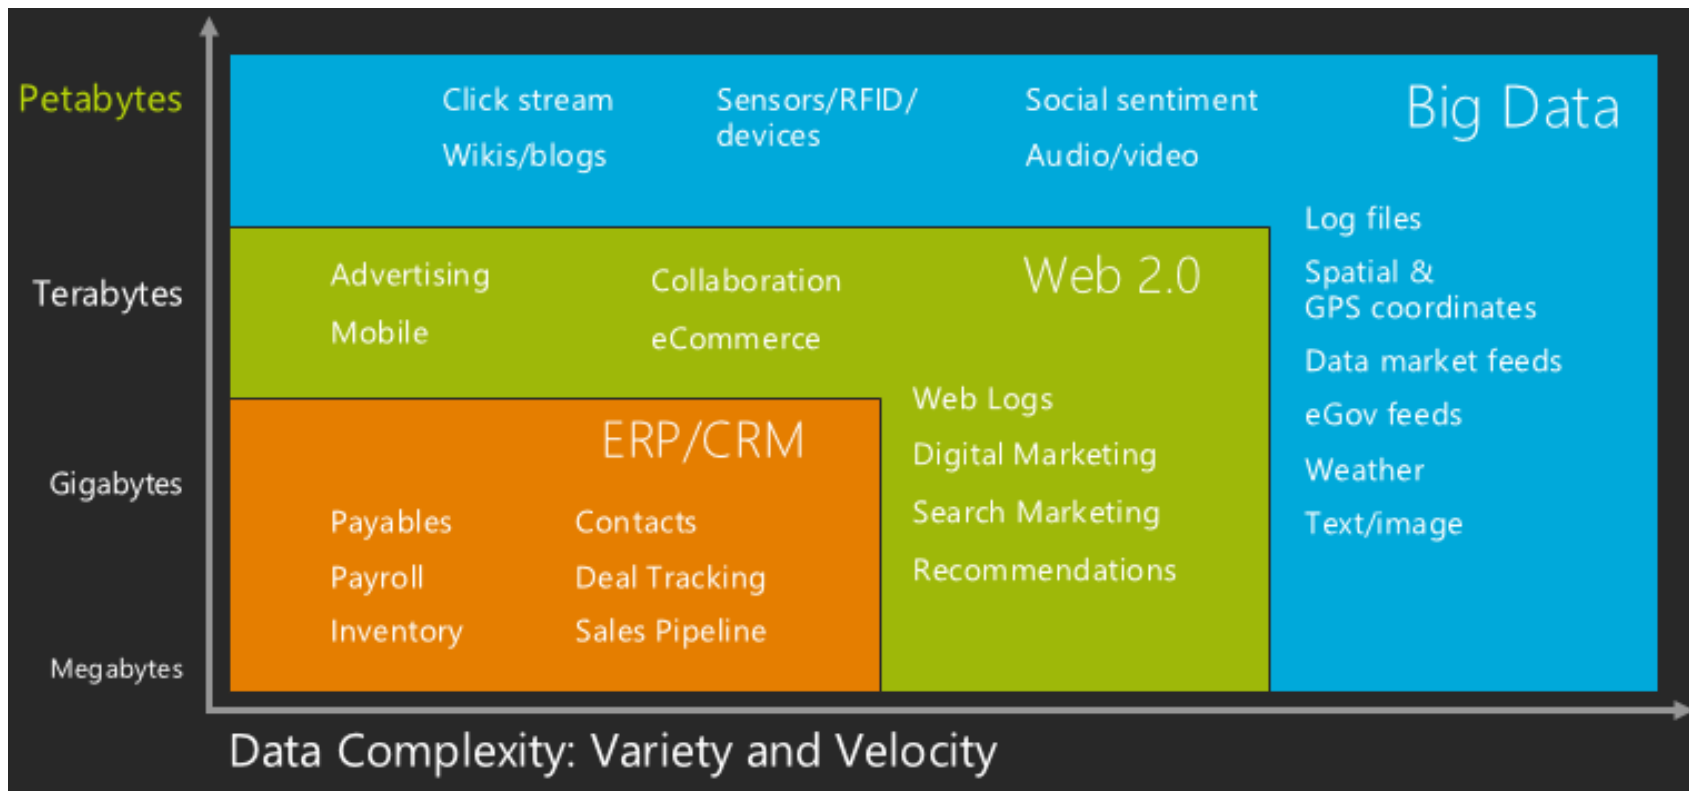 Petabytes
Terabytes
Gigabytes
Megabytes
Big Data
Click stream
Wikis/blogs
Sensors/RFID/
devices
Social sentiment
Audio/video
Log files
Spatial &
GPS coordinates
Data market feeds
eGov feeds
Weather
Text/image
Web 2.0
Advertising
Mobile
Collaboration
eCommerce
Web Logs
Digital Marketing
Search Marketing
Recommendations
ERP/CRM
Payables
Payroll
Inventory
Contacts
Deal Tracking
Sales Pipeline
Data Complexity: Variety and Velocity